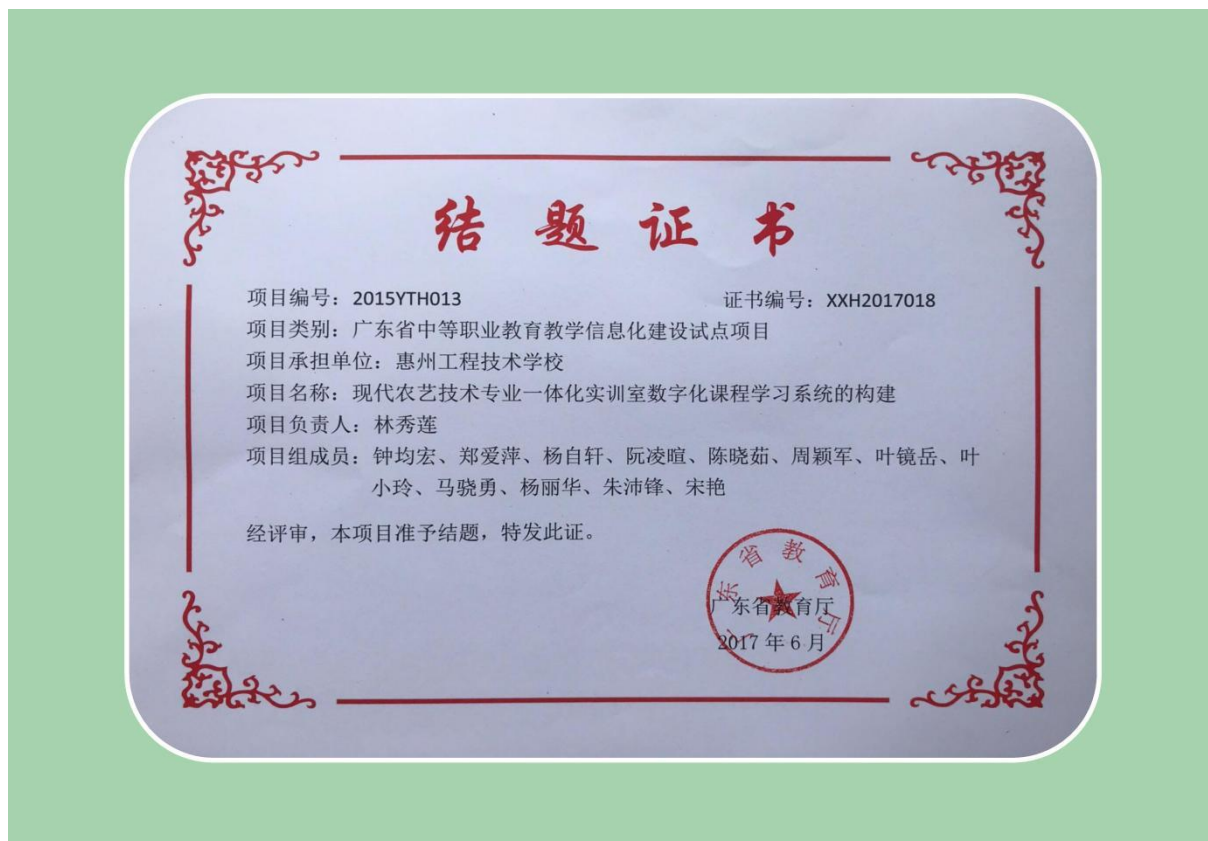 结题证书
项目编号：2015YTH013 证书编号：XXH2017018
项目类别：广东省中等职业教育教学信息化建设试点项目
项目承担单位：惠州工程技术学校
项目名称：现代农艺技术专业一体化实训室数字化课程学习系统的构建
项目负责人：林秀莲
项目组成员：钟均宏、郑爱萍、杨自轩、阮凌暄、陈晓茹、周颖军、叶镜岳、叶
小玲、马骁勇、杨丽华、朱沛锋、宋艳
经评审，本项目准予结题，特发此证。
广东省教育厅
广东省教育厅
2017年6月